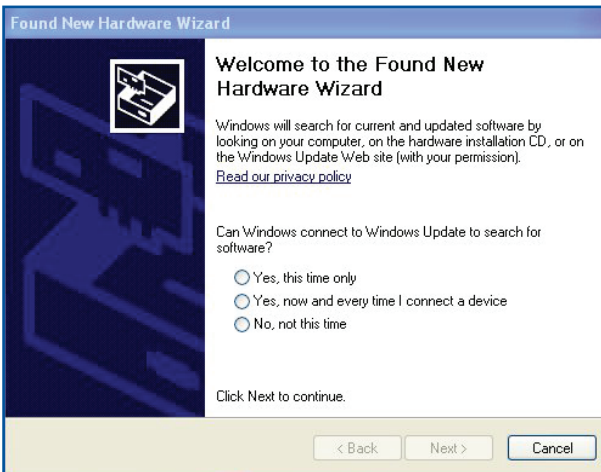 Found New Hardware Wizard
Welcome to the Found New
Hardware Wizard
Windows will search for current and updated software by
looking on your computer, on the hardware installation CD, or on
the Windows Update Web site (with your permission).
Read our privacy policy
Can Windows connect to Windows Update to search for
software?
Yes, this time only
Yes, now and every time I connect a device
No, not this time
Click Next to continue.
< Back
Next >
Cancel